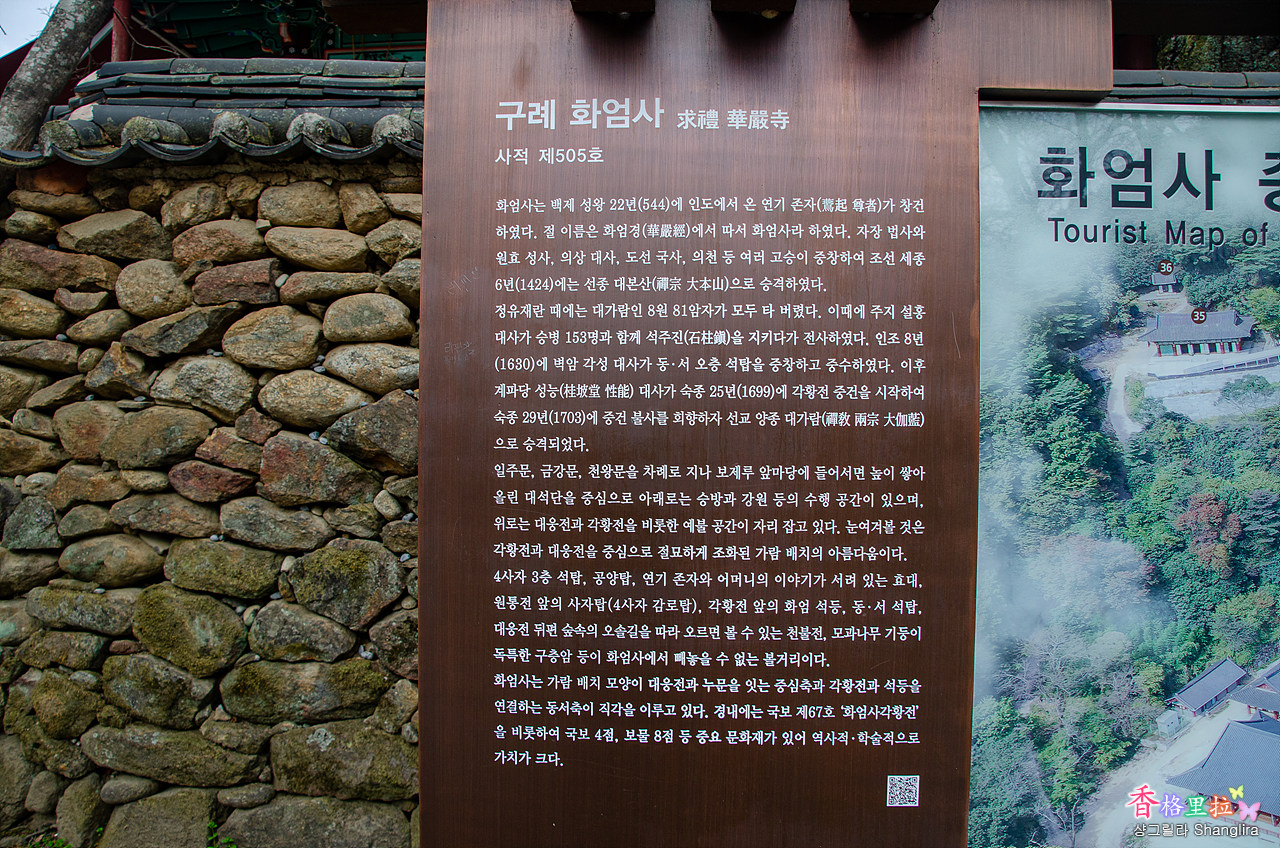 구례 화엄사 求禮 華嚴寺
사적 제505호
화엄사는 백제 성왕 22년(544)에 인도에서 온 연기 존자(鷰起 尊者)가 창건
하였다. 절 이름은 화엄경(華嚴經)에서 따서 화엄사라 하였다. 자장 법사와
원효 성사, 의상 대사, 도선 국사, 의천 등 여러 고승이 중창하여 조선 세종
6년(1424)에는 선종 대본산(禪宗 大本山)으로 승격하였다.
정유재란 때에는 대가람인 8원 81암자가 모두 타 버렸다. 이때에 주지 설홍
대사가 승병 153명과 함께 석주진(石柱鎭)을 지키다가 전사하였다. 인조 8년
(1630)에 벽암 각성 대사가 동·서 오층 석탑을 중창하고 중수하였다. 이후
계파당 성능(桂坡堂 性能) 대사가 숙종 25년(1699)에 각황전 중건을 시작하여
숙종 29년(1703)에 중건 불사를 회향하자 선교 양종 대가람(禪敎 兩宗 大伽藍)
으로 승격되었다.
일주문, 금강문, 천왕문을 차례로 지나 보제루 앞마당에 들어서면 높이 쌓아
올린 대석단을 중심으로 아래로는 승방과 강원 등의 수행 공간이 있으며,
위로는 대웅전과 각황전을 비롯한 예불 공간이 자리 잡고 있다. 눈여겨볼 것은
각황전과 대웅전을 중심으로 절묘하게 조화된 가람 배치의 아름다움이다.
4사자 3층 석탑, 공양탑, 연기 존자와 어머니의 이야기가 서려 있는 효대,
원통전 앞의 사자탑(4사자 감로탑), 각황전 앞의 화엄 석등, 동·서 석탑,
대웅전 뒤편 숲속의 오솔길을 따라 오르면 볼 수 있는 천불전, 모과나무 기둥이
독특한 구층암 등이 화엄사에서 빼놓을 수 없는 볼거리이다.
화엄사는 가람 배치 모양이 대웅전과 누문을 잇는 중심축과 각황전과 석등을
연결하는 동서축이 직각을 이루고 있다. 경내에는 국보 제67호 '화엄사각황전'
을 비롯하여 국보 4점, 보물 8점 등 중요 문화재가 있어 역사적·학술적으로
가치가 크다.
화엄사
Tourist Map of
36
35
香格里拉
샹그릴라 Shanglira